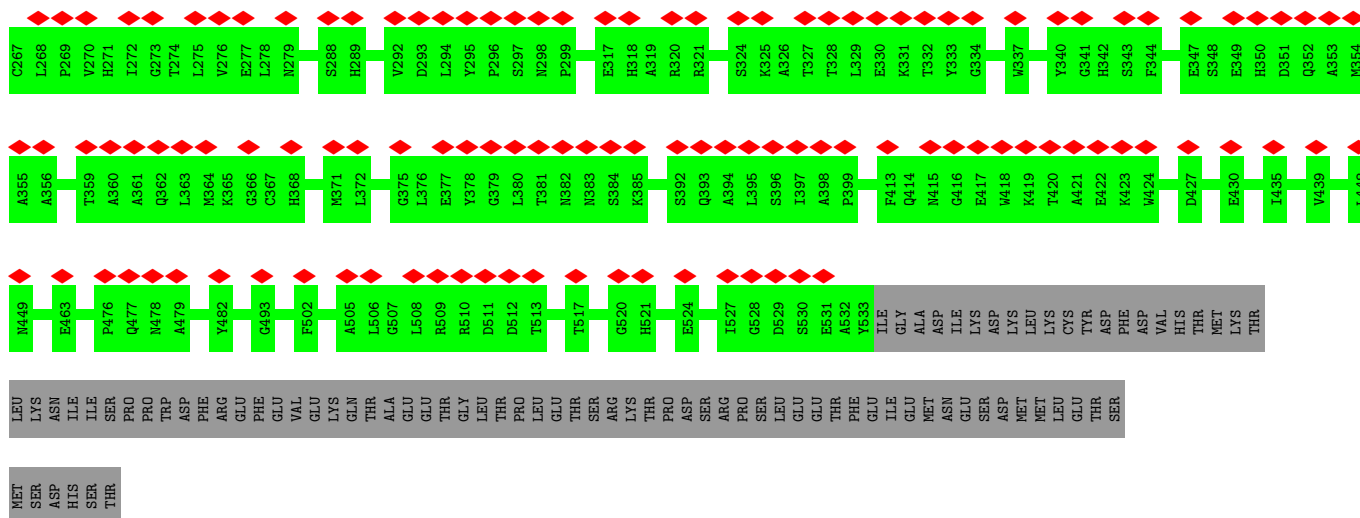 C267 L268 P269 V270 H271 I272 G273 T274 L275 V276 E277 L278 N279 S288 H289 V292 D293 L294 Y295 P296 S297 N298 P299 E317 H318 A319 R320 R321 S324 K325 A326 T327 T328 L329 E330 K331 T332 Y333 G334 W337 Y340 G341 H342 S343 F344 E347 S348 E349 H350 D351 Q352 A353 M354
A355 A356 T359 A360 A361 Q362 L363 M364 K365 G366 C367 H368 M371 L372 G375 L376 E377 Y378 G379 L380 T381 N382 N383 S384 K385 S392 Q393 A394 L395 S396 I397 A398 P399 F413 Q414 N415 G416 E417 W418 K419 T420 A421 E422 K423 W424 D427 E430 I435 V439
N449 E463 P476 Q477 N478 A479 Y482 G493 F502 A505 L506 G507 L508 R509 R510 D511 D512 T513 T517 G520 H521 E524 I527 G528 D529 S530 E531 A532 Y533 ILE GLY ALA ASP ILE LYS ASP LYS LEU LYS CYS TYR ASP PHE ASP VAL HIS THR MET LYS THR
LEU LYS ASN ILE ILE SER PRO PRO TRP ASP PHE ARG GLU PHE GLU VAL GLU LYS GLN THR ALA GLU GLU THR GLY LEU THR PRO LEU GLU THR SER ARG LYS THR PRO ASP SER ARG PRO SER LEU GLU GLU THR PHE GLU ILE GLU MET ASN GLU SER ASP MET MET LEU GLU THR SER
MET SER ASP HIS SER THR